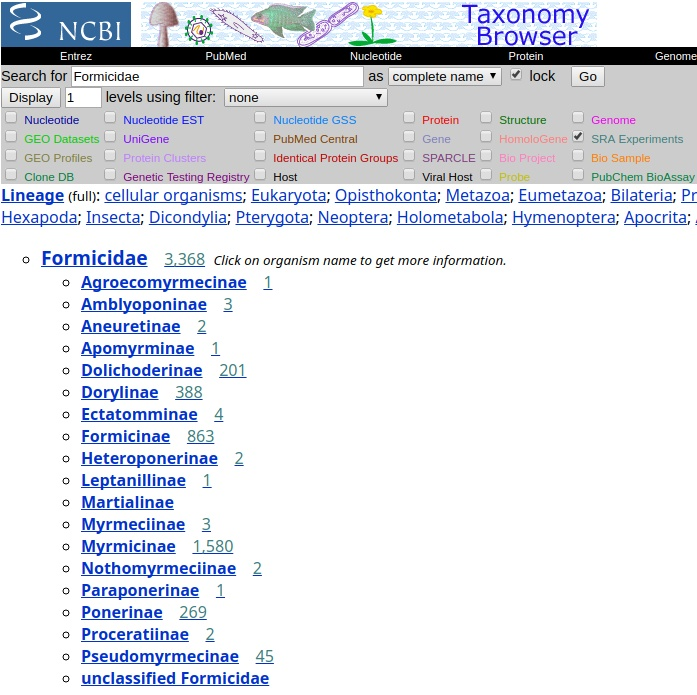 NCBI
Taxonomy
Browser
Entrez PubMed Nucleotide Protein Genome
Search for Formicidae as complete name lock Go
Display 1 levels using filter: none
Nucleotide Nucleotide EST Nucleotide GSS Protein Structure Genome
GEO Datasets UniGene PubMed Central Gene HomoloGene SRA Experiments
GEO Profiles Protein Clusters Identical Protein Groups SPARCLE Bio Project Bio Sample
Clone DB Genetic Testing Registry Host Viral Host Probe PubChem BioAssay
Lineage (full): cellular organisms; Eukaryota; Opisthokonta; Metazoa; Eumetazoa; Bilateria; Pr
Hexapoda; Insecta; Dicondylia; Pterygota; Neoptera; Holometabola; Hymenoptera; Apocrita;
Formicidae 3,368 Click on organism name to get more information.
Agroecomyrmecinae 1
Amblyoponinae 3
Aneuretinae 2
Apomyrminae 1
Dolichoderinae 201
Dorylinae 388
Ectatomminae 4
Formicinae 863
Heteroponerinae 2
Leptanillinae 1
Martialinae
Myrmeciinae 3
Myrmicinae 1,580
Nothomyrmeciinae 2
Paraponerinae 1
Ponerinae 269
Proceratiinae 2
Pseudomyrmecinae 45
unclassified Formicidae